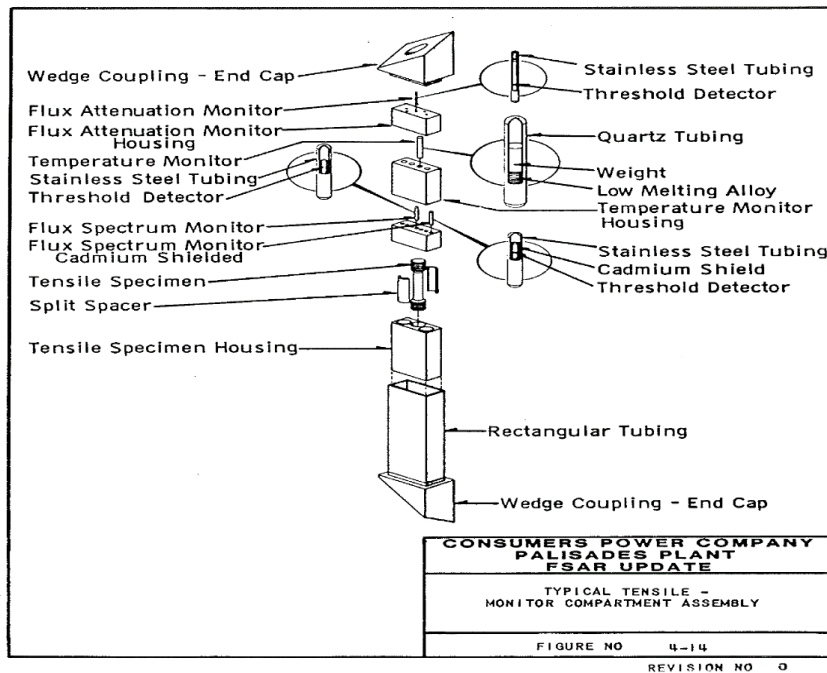 Wedge Coupling - End Cap
Flux Attenuation Monitor
Flux Attenuation Monitor
Housing
Temperature Monitor
Stainless Steel Tubing
Threshold Detector
Flux Spectrum Monitor
Flux Spectrum Monitor
Cadmium Shielded
Tensile Specimen
Split Spacer
Tensile Specimen Housing
Stainless Steel Tubing
Threshold Detector
Quartz Tubing
Weight
Low Melting Alloy
Temperature Monitor
Housing
Stainless Steel Tubing
Cadmium Shield
Threshold Detector
Rectangular Tubing
Wedge Coupling - End Cap
CONSUMERS POWER COMPANY
PALISADES PLANT
FSAR UPDATE
TYPICAL TENSILE -
MONITOR COMPARTMENT ASSEMBLY
FIGURE NO 4-14
REVISION NO 0